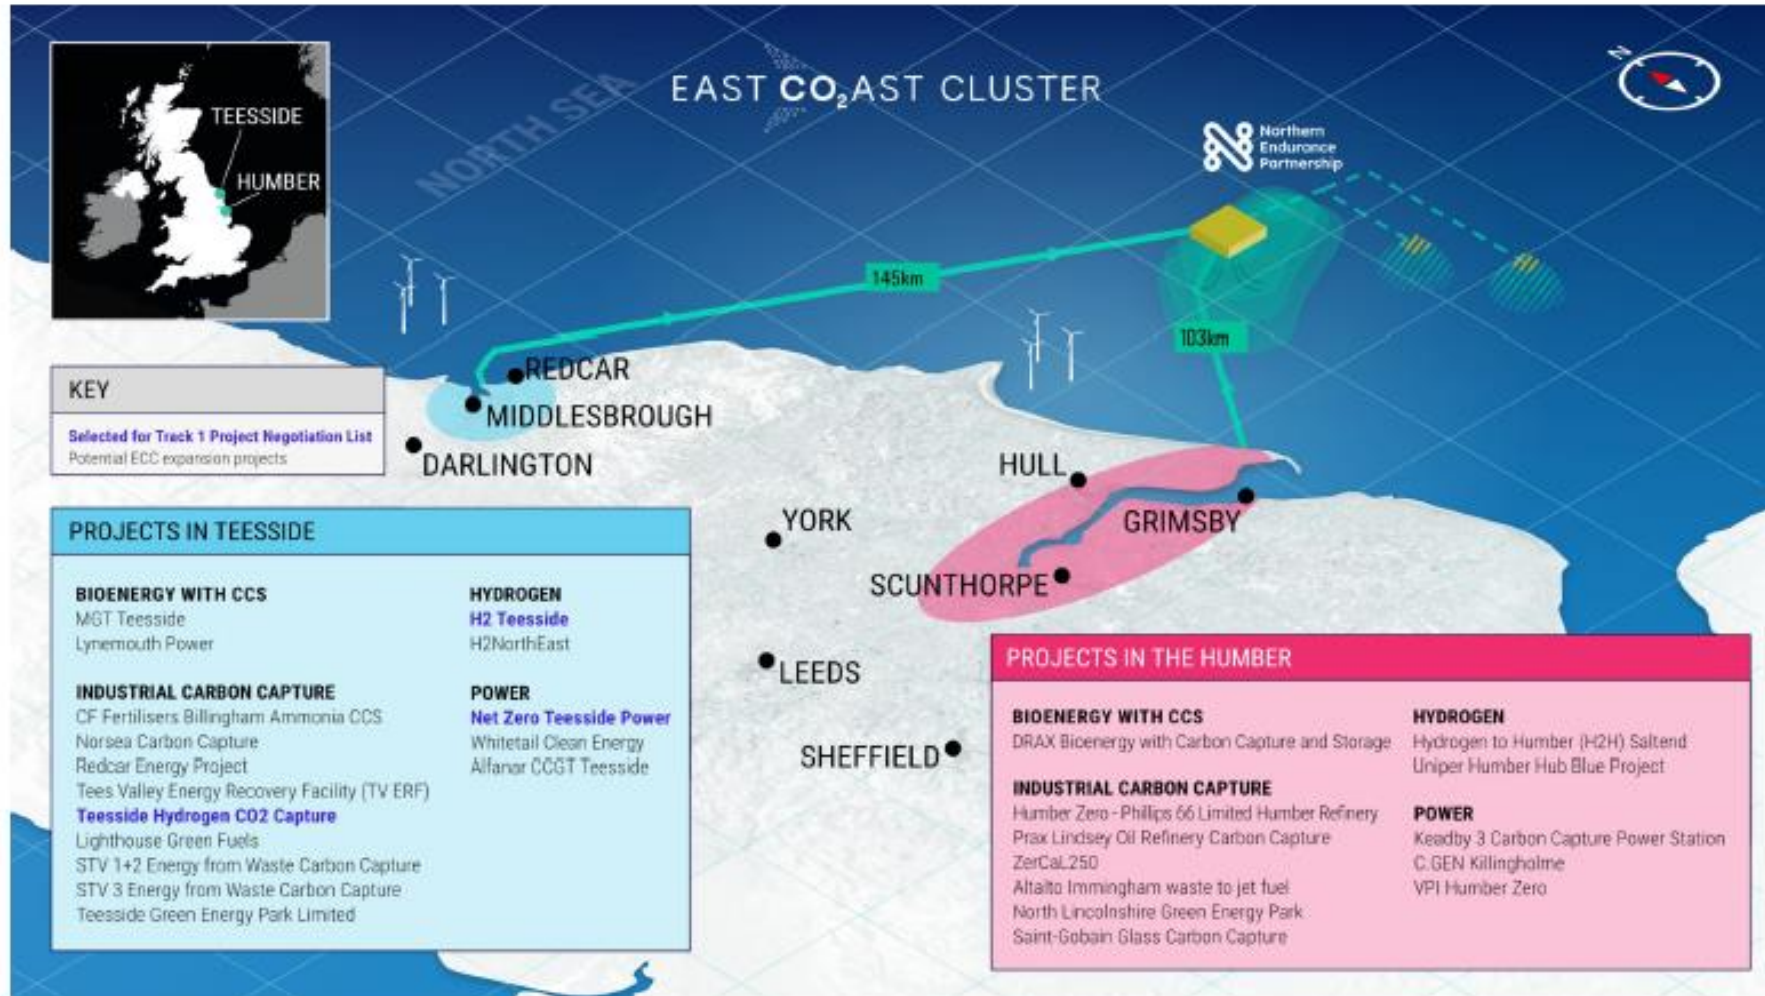 EAST CO₂AST CLUSTER
N
NORTH SEA
TEESSIDE
HUMBER
Northern
Endurance
Partnership
145km
103km
REDCAR
MIDDLESBROUGH
DARLINGTON
HULL
GRIMSBY
YORK
SCUNTHORPE
LEEDS
SHEFFIELD
KEY
Selected for Track 1 Project Negotiation List
Potential ECC expansion projects
PROJECTS IN TEESSIDE
BIOENERGY WITH CCS
MGT Teesside
Lynemouth Power
INDUSTRIAL CARBON CAPTURE
CF Fertilisers Billingham Ammonia CCS
Norsea Carbon Capture
Redcar Energy Project
Tees Valley Energy Recovery Facility (TV ERF)
Teesside Hydrogen CO2 Capture
Lighthouse Green Fuels
STV 1+2 Energy from Waste Carbon Capture
STV 3 Energy from Waste Carbon Capture
Teesside Green Energy Park Limited
HYDROGEN
H2 Teesside
H2NorthEast
POWER
Net Zero Teesside Power
Whitetail Clean Energy
Alfanar CCGT Teesside
PROJECTS IN THE HUMBER
BIOENERGY WITH CCS
DRAX Bioenergy with Carbon Capture and Storage
INDUSTRIAL CARBON CAPTURE
Humber Zero - Phillips 66 Limited Humber Refinery
Prax Lindsey Oil Refinery Carbon Capture
ZerCaL250
Altalto Immingham waste to jet fuel
North Lincolnshire Green Energy Park
Saint-Gobain Glass Carbon Capture
HYDROGEN
Hydrogen to Humber (H2H) Saltend
Uniper Humber Hub Blue Project
POWER
Keadby 3 Carbon Capture Power Station
C.GEN Killingholme
VPI Humber Zero